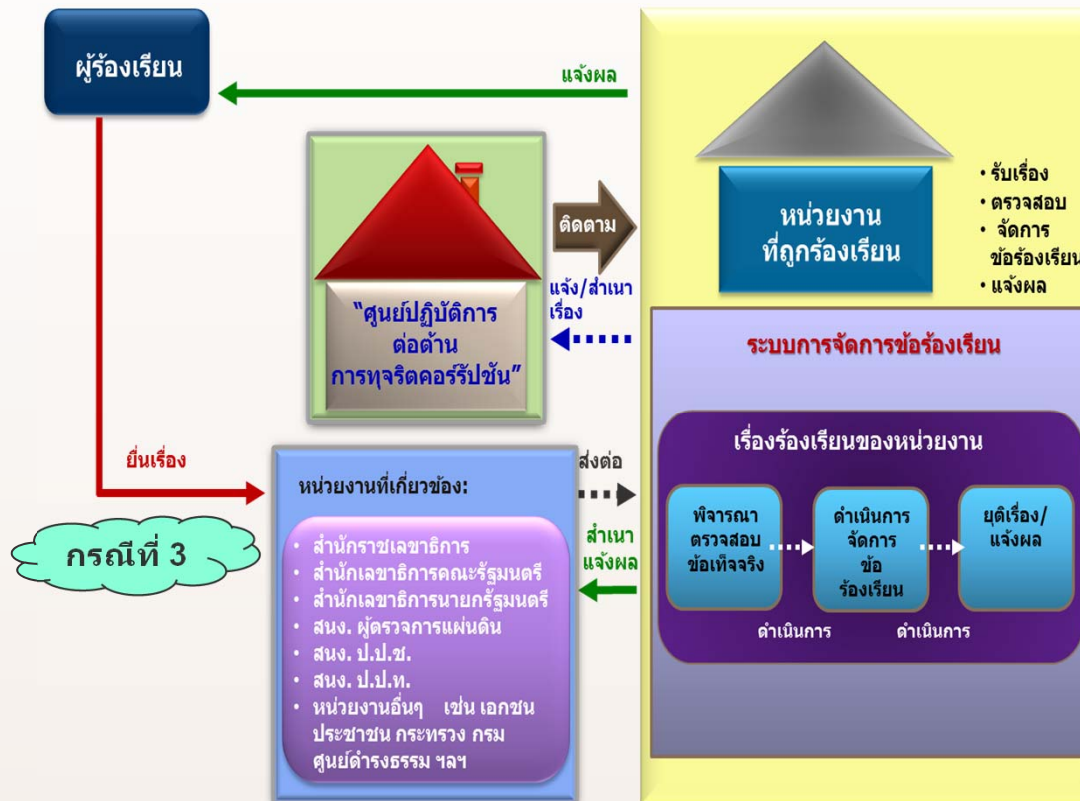 ผู้ร้องเรียน
แจ้งผล
"ศูนย์ปฏิบัติการ
ต่อต้าน
การทุจริตคอร์รัปชัน"
ติดตาม
แจ้ง/สำเนา
เรื่อง
หน่วยงาน
ที่ถูกร้องเรียน
• รับเรื่อง
• ตรวจสอบ
• จัดการ
ข้อร้องเรียน
• แจ้งผล
ระบบการจัดการข้อร้องเรียน
เรื่องร้องเรียนของหน่วยงาน
พิจารณา
ตรวจสอบ
ข้อเท็จจริง
ดำเนินการ
จัดการ
ข้อ
ร้องเรียน
ยุติเรื่อง/
แจ้งผล
ดำเนินการ
ดำเนินการ
ยื่นเรื่อง
กรณีที่ 3
หน่วยงานที่เกี่ยวข้อง:
• สำนักราชเลขาธิการ
• สำนักเลขาธิการคณะรัฐมนตรี
• สำนักเลขาธิการนายกรัฐมนตรี
• สนง. ผู้ตรวจการแผ่นดิน
• สนง. ป.ป.ช.
• สนง. ป.ป.ท.
• หน่วยงานอื่นๆ เช่น เอกชน
ประชาชน กระทรวง กรม
ศูนย์ดำรงธรรม ฯลฯ
ส่งต่อ
สำเนา
แจ้งผล